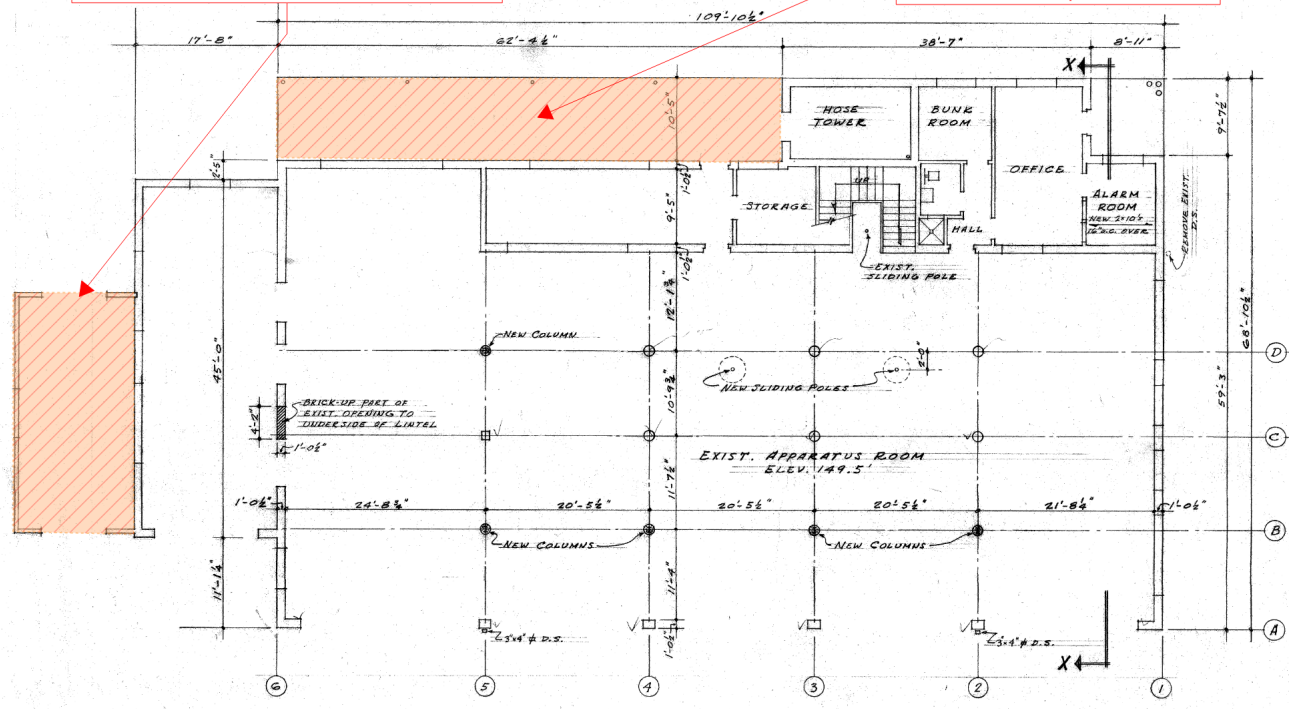 109'-10½"
17'-8"
62'-4½"
38'-7"
8'-11"
X
10'-5"
HOSE
TOWER
BUNK
ROOM
9'-7½"
2'-5"
1'-0½"
OFFICE
UP
9'-5"
STORAGE
ALARM
ROOM
NEW 2x10's
16" O.C. OVER
HALL
REMOVE EXIST.
D.S.
1'-0½"
EXIST.
SLIDING POLE
12'-1¾"
68'-10½"
NEW COLUMN
D
45'-0"
2'-0"
NEW SLIDING POLES
10'-9¾"
59'-3"
BRICK-UP PART OF
EXIST. OPENING TO
UNDERSIDE OF LINTEL
4'-2"
1'-0½"
C
EXIST. APPARATUS ROOM
ELEV. 149.5'
11'-7½"
1'-0½"
24'-8¾"
20'-5½"
20'-5½"
20'-5½"
21'-8¼"
1'-0½"
B
NEW COLUMNS
NEW COLUMNS
11'-1¼"
11'-4"
A
3"x4" D.S.
1'-0½"
3"x4" D.S.
X
6
5
4
3
2
1